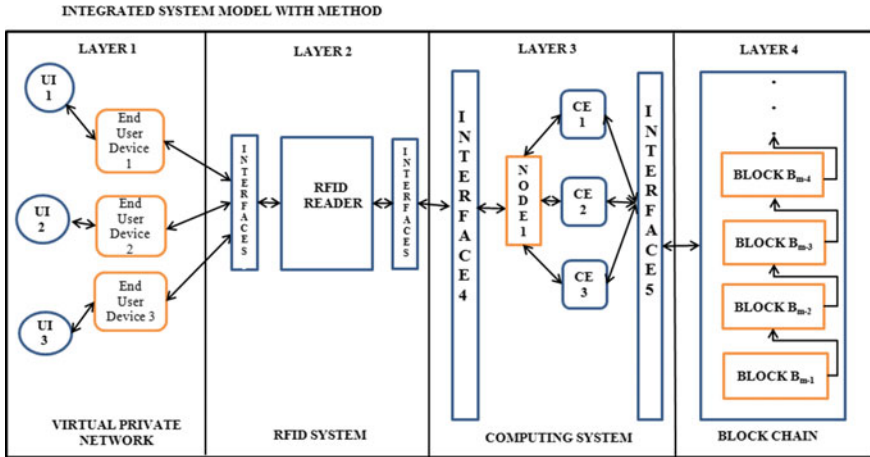 INTEGRATED SYSTEM MODEL WITH METHOD
LAYER 1
UI
1
End
User
Device
1
UI
2
End User
Device
2
UI
3
End
User
Device 3
VIRTUAL PRIVATE
NETWORK
LAYER 2
INTERFACES
RFID
READER
INTERFACES
RFID SYSTEM
LAYER 3
INTERFACE4
NODE1
CE
1
CE
2
CE
3
INTERFACE5
COMPUTING SYSTEM
LAYER 4
BLOCK Bm-4
BLOCK Bm-3
BLOCK Bm-2
BLOCK Bm-1
BLOCK CHAIN